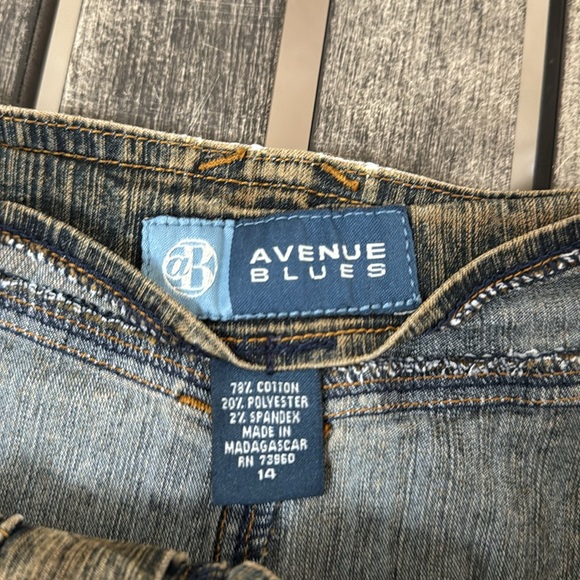 aB
AVENUE
BLUES
78% COTTON
20% POLYESTER
2% SPANDEX
MADE IN
MADAGASCAR
RN 73960
14